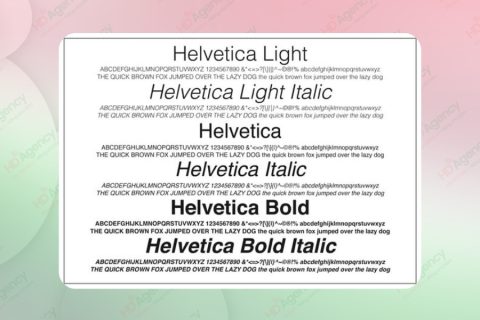 Helvetica Light
ABCDEFGHIJKLMNOPQRSTUVWXYZ 1234567890 &*<=>?[\](!)^~©®!% abcdefghijklmnopqrstuvwxyz
THE QUICK BROWN FOX JUMPED OVER THE LAZY DOG the quick brown fox jumped over the lazy dog
Helvetica Light Italic
ABCDEFGHIJKLMNOPQRSTUVWXYZ 1234567890 &*<=>?[\](!)^~©®!% abcdefghijklmnopqrstuvwxyz
THE QUICK BROWN FOX JUMPED OVER THE LAZY DOG the quick brown fox jumped over the lazy dog
Helvetica
ABCDEFGHIJKLMNOPQRSTUVWXYZ 1234567890 &*<=>?[\](!)^~©®!% abcdefghijklmnopqrstuvwxyz
THE QUICK BROWN FOX JUMPED OVER THE LAZY DOG the quick brown fox jumped over the lazy dog
Helvetica Italic
ABCDEFGHIJKLMNOPQRSTUVWXYZ 1234567890 &*<=>?[\](!)^~©®!% abcdefghijklmnopqrstuvwxyz
THE QUICK BROWN FOX JUMPED OVER THE LAZY DOG the quick brown fox jumped over the lazy dog
Helvetica Bold
ABCDEFGHIJKLMNOPQRSTUVWXYZ 1234567890 &*<=>?[\](!)^~©®!% abcdefghijklmnopqrstuvwxyz
THE QUICK BROWN FOX JUMPED OVER THE LAZY DOG the quick brown fox jumped over the lazy dog
Helvetica Bold Italic
ABCDEFGHIJKLMNOPQRSTUVWXYZ 1234567890 &*<=>?[\](!)^~©®!% abcdefghijklmnopqrstuvwxyz
THE QUICK BROWN FOX JUMPED OVER THE LAZY DOG the quick brown fox jumped over the lazy dog
HD Agency